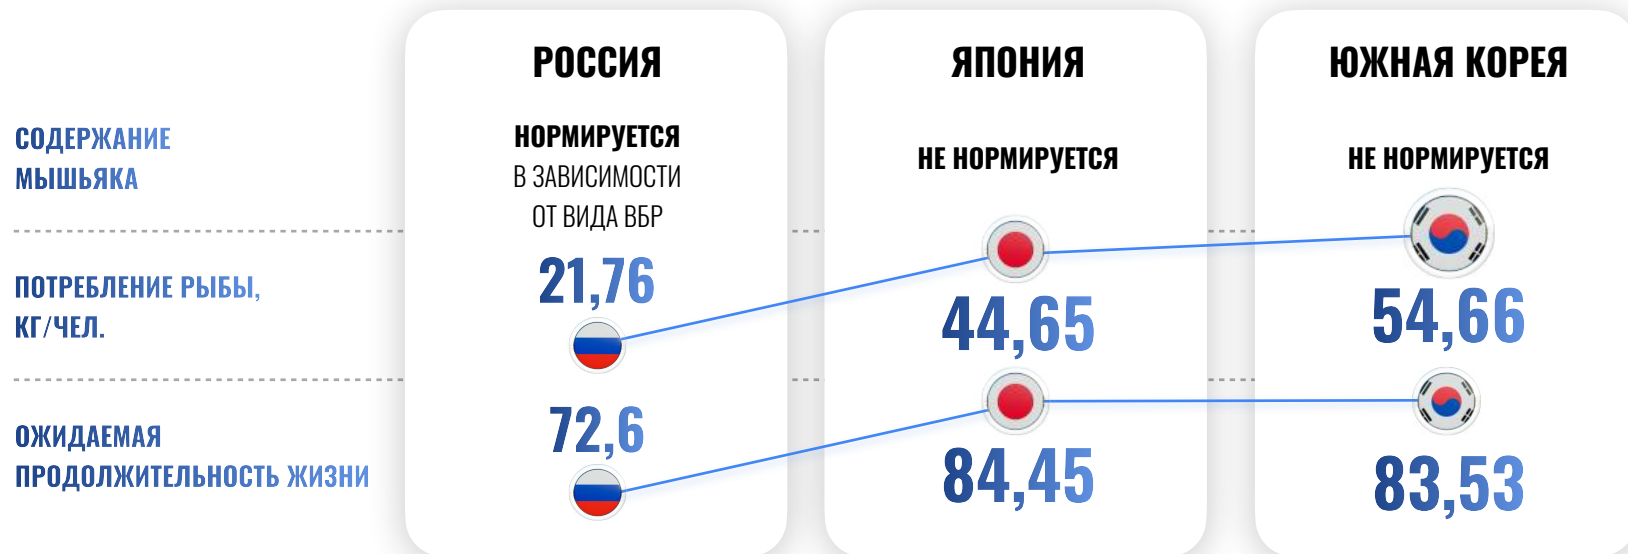 РОССИЯ
ЯПОНИЯ
ЮЖНАЯ КОРЕЯ
СОДЕРЖАНИЕ
МЫШЬЯКА
НОРМИРУЕТСЯ
В ЗАВИСИМОСТИ
ОТ ВИДА ВБР
НЕ НОРМИРУЕТСЯ
НЕ НОРМИРУЕТСЯ
ПОТРЕБЛЕНИЕ РЫБЫ,
КГ/ЧЕЛ.
21,76
44,65
54,66
ОЖИДАЕМАЯ
ПРОДОЛЖИТЕЛЬНОСТЬ ЖИЗНИ
72,6
84,45
83,53